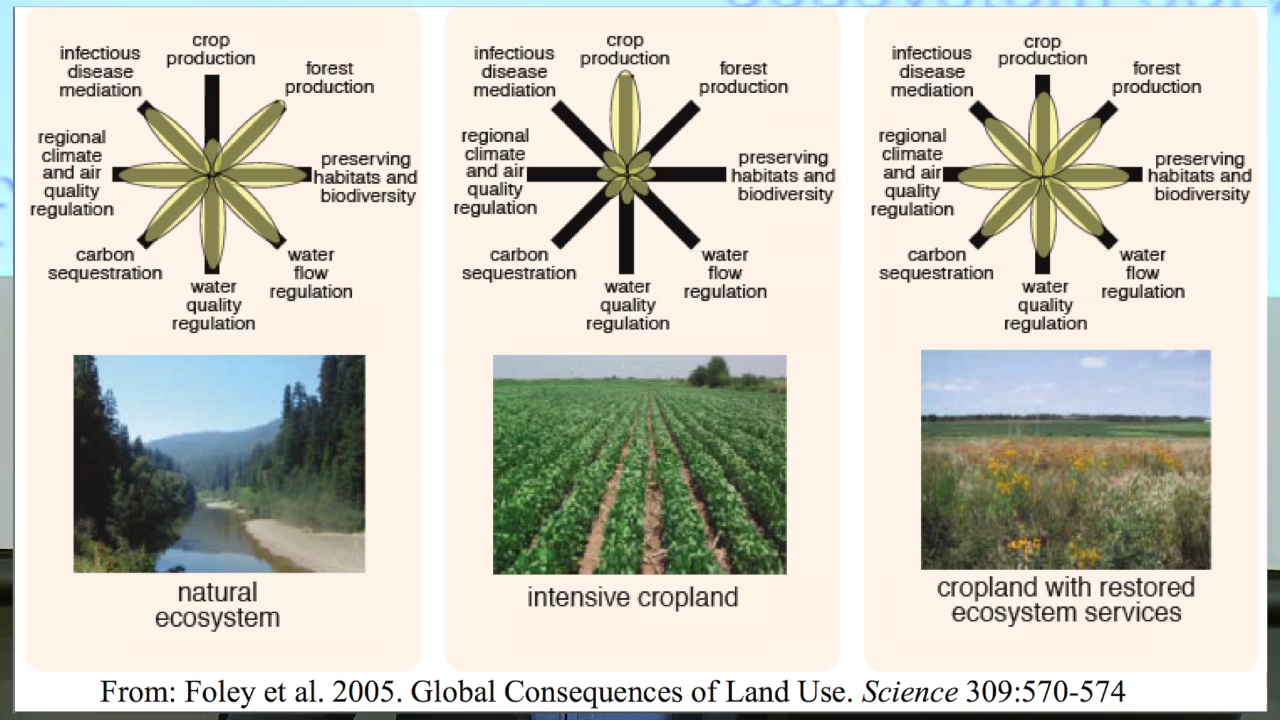 infectious
disease
mediation
crop
production
forest
production
regional
climate
and air
quality
regulation
preserving
habitats and
biodiversity
carbon
sequestration
water
quality
regulation
water
flow
regulation
natural
ecosystem
infectious
disease
mediation
crop
production
forest
production
regional
climate
and air
quality
regulation
preserving
habitats and
biodiversity
carbon
sequestration
water
quality
regulation
water
flow
regulation
intensive cropland
infectious
disease
mediation
crop
production
forest
production
regional
climate
and air
quality
regulation
preserving
habitats and
biodiversity
carbon
sequestration
water
quality
regulation
water
flow
regulation
cropland with restored
ecosystem services
From: Foley et al. 2005. Global Consequences of Land Use. Science 309:570-574